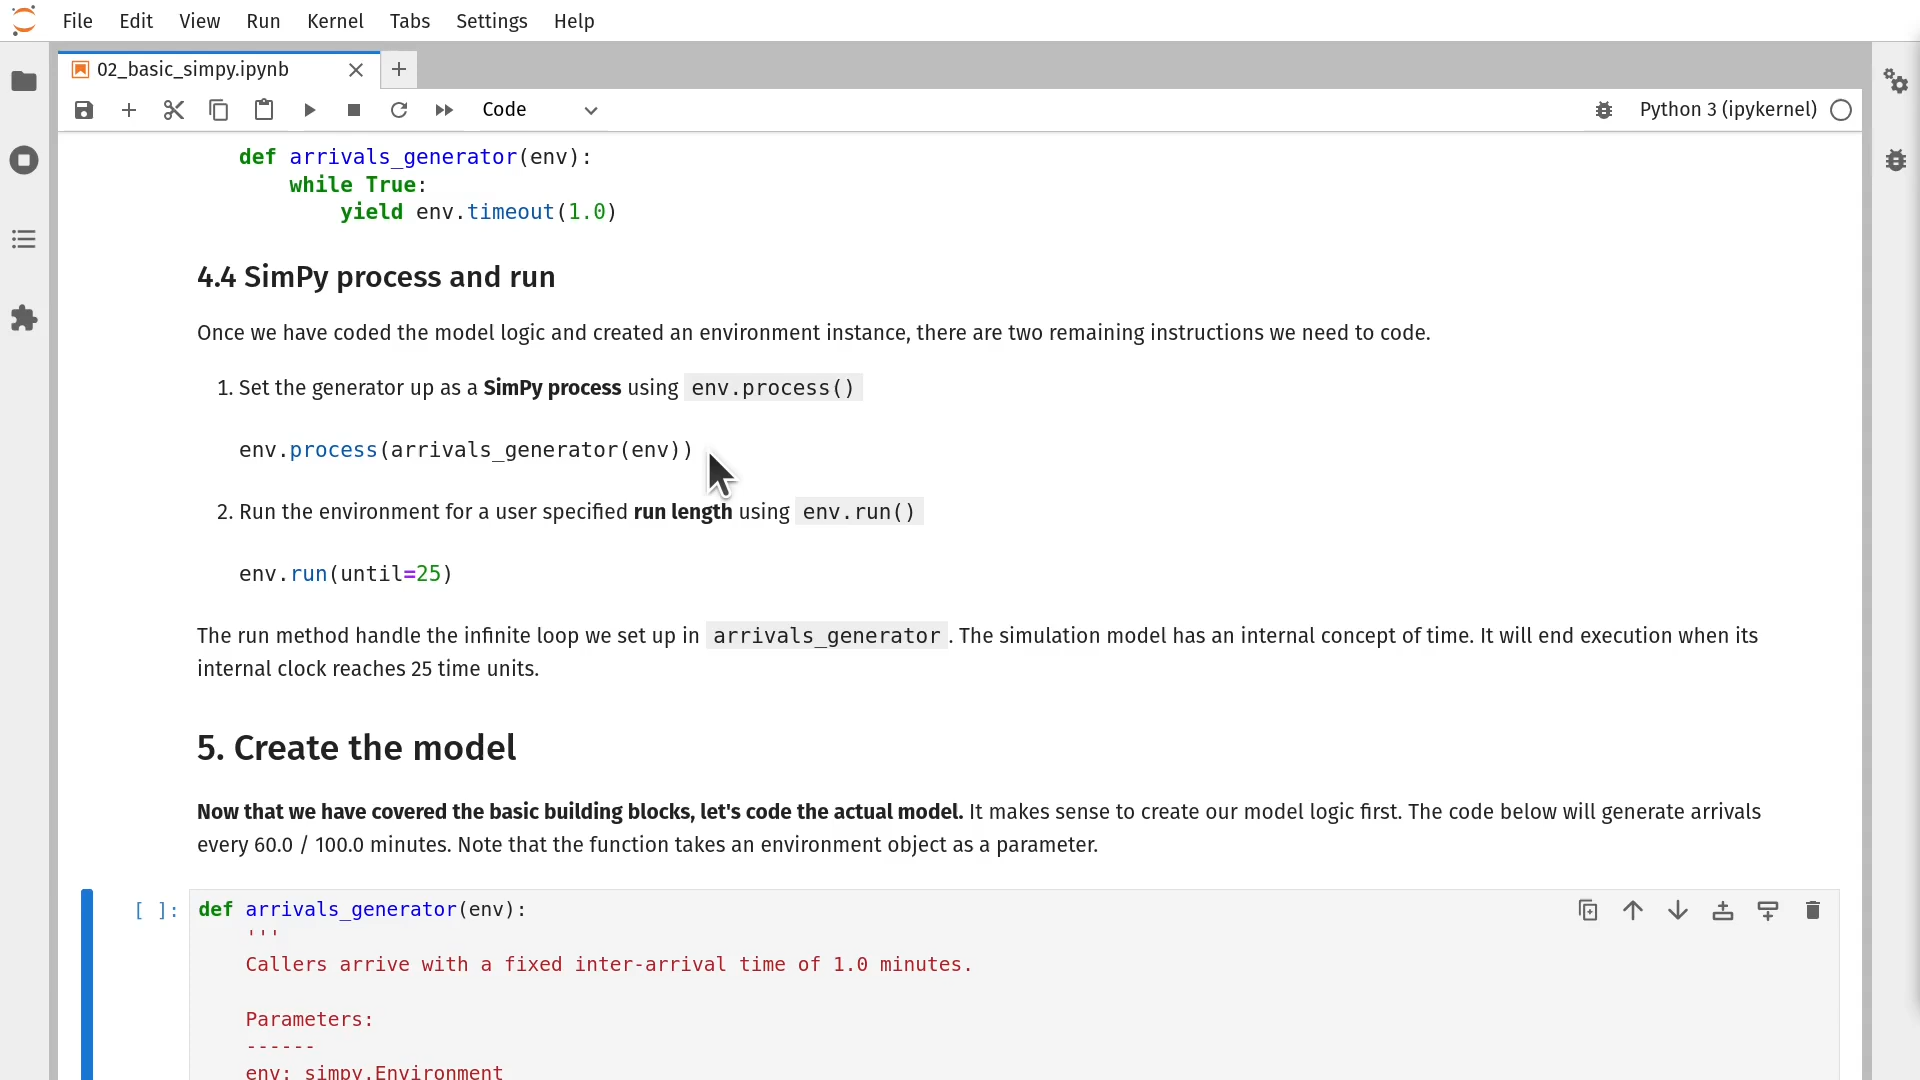 File Edit View Run Kernel Tabs Settings Help
02_basic_simpy.ipynb
Code
Python 3 (ipykernel)
def arrivals_generator(env):
while True:
yield env.timeout(1.0)
4.4 SimPy process and run
Once we have coded the model logic and created an environment instance, there are two remaining instructions we need to code.
1. Set the generator up as a SimPy process using env.process()
env.process(arrivals_generator(env))
2. Run the environment for a user specified run length using env.run()
env.run(until=25)
The run method handle the infinite loop we set up in arrivals_generator. The simulation model has an internal concept of time. It will end execution when its
internal clock reaches 25 time units.
5. Create the model
Now that we have covered the basic building blocks, let's code the actual model. It makes sense to create our model logic first. The code below will generate arrivals
every 60.0 / 100.0 minutes. Note that the function takes an environment object as a parameter.
[ ]: def arrivals_generator(env):
'''
Callers arrive with a fixed inter-arrival time of 1.0 minutes.
Parameters:
------
env: simpy.Environment